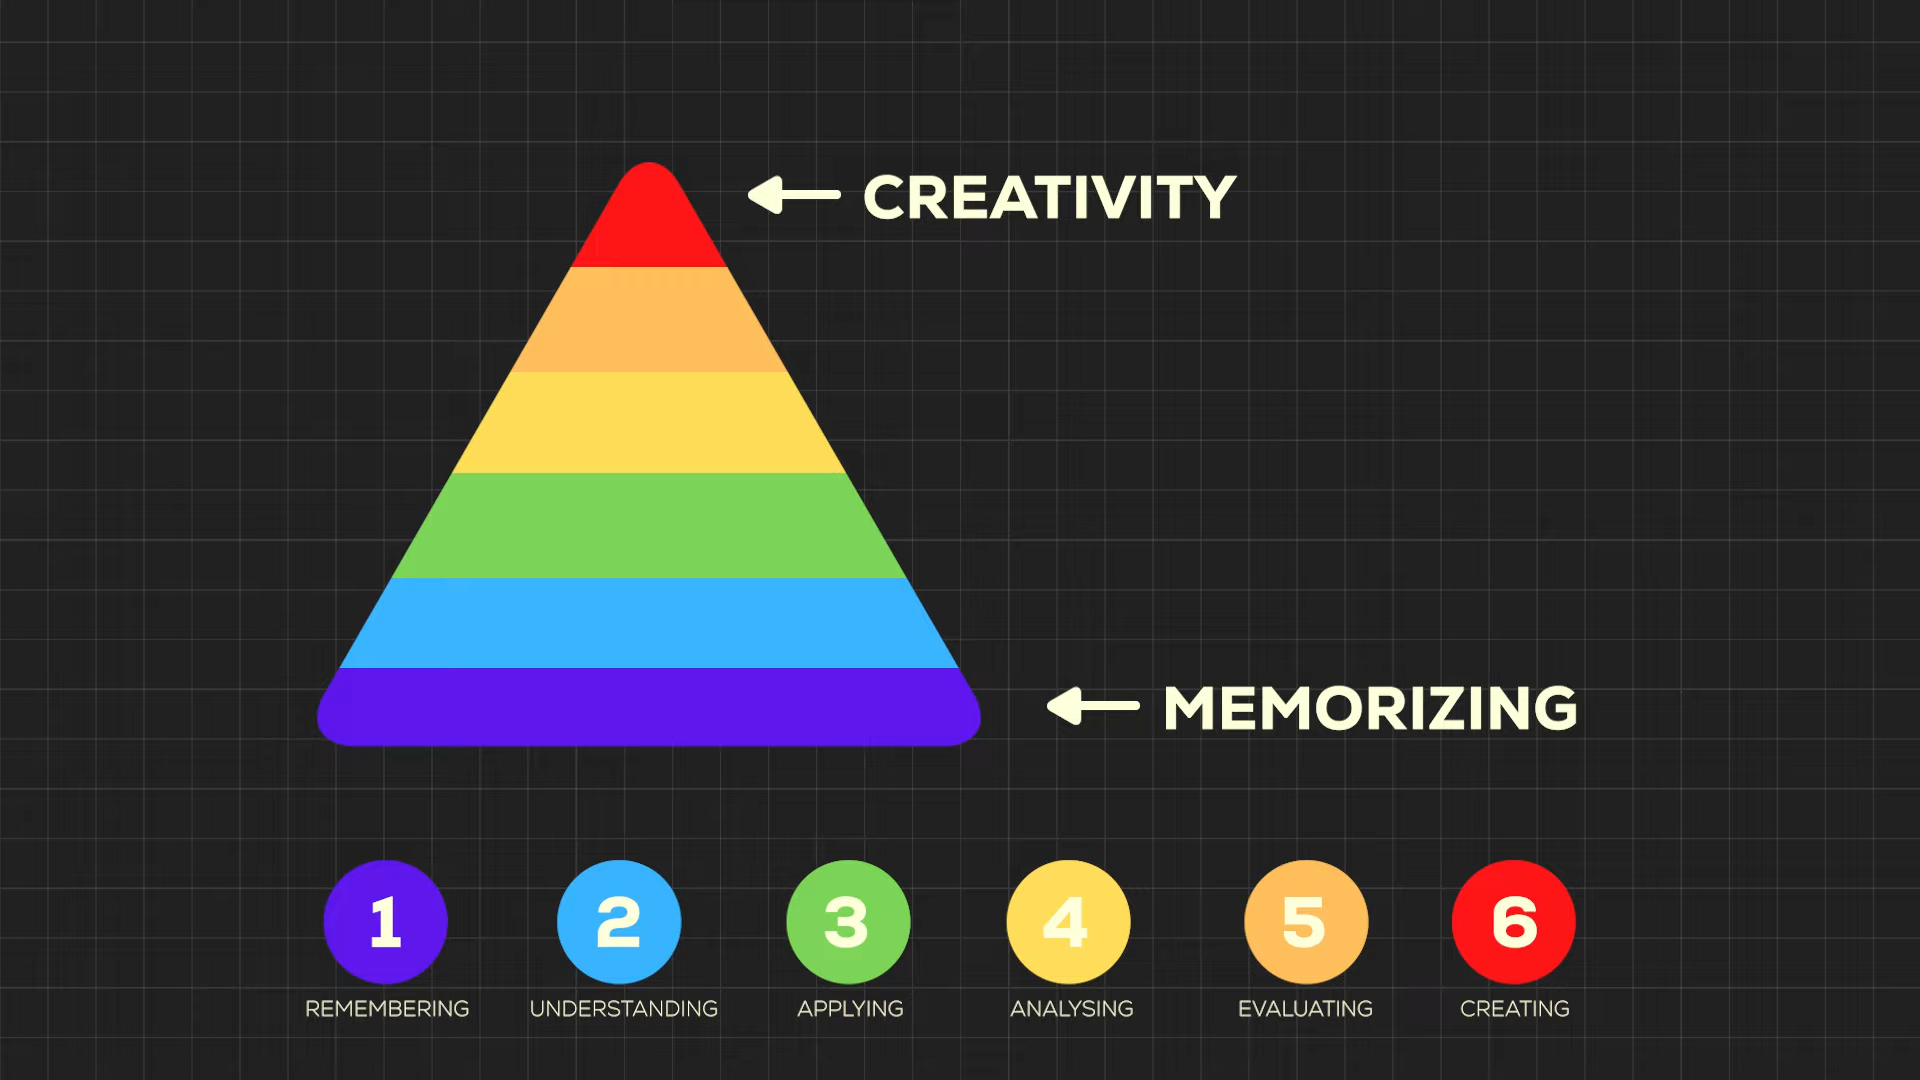 CREATIVITY
MEMORIZING
1 2 3 4 5 6
REMEMBERING UNDERSTANDING APPLYING ANALYSING EVALUATING CREATING